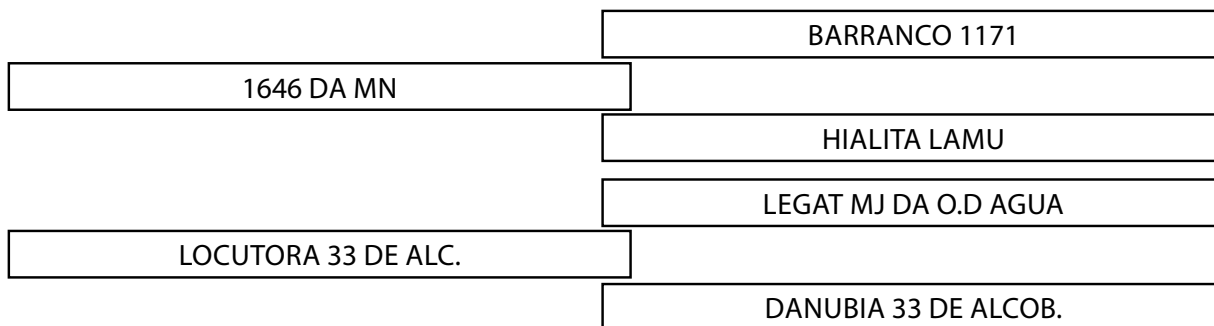 BARRANCO 1171
1646 DA MN
HIALITA LAMU
LEGAT MJ DA O.D AGUA
LOCUTORA 33 DE ALC.
DANUBIA 33 DE ALCOB.